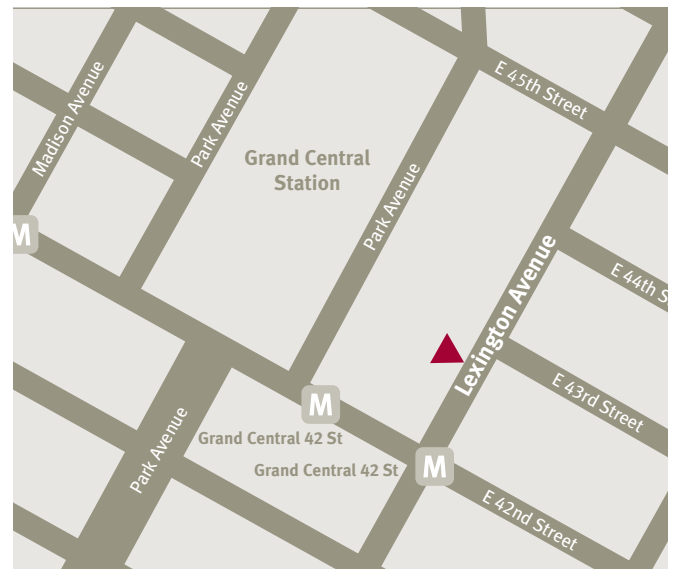 E 45th Street
Madison Avenue
Park Avenue
Grand Central
Station
Park Avenue
M
E 44th S
Lexington Avenue
E 43rd Street
M
Grand Central 42 St
Park Avenue
Grand Central 42 St
M
E 42nd Street